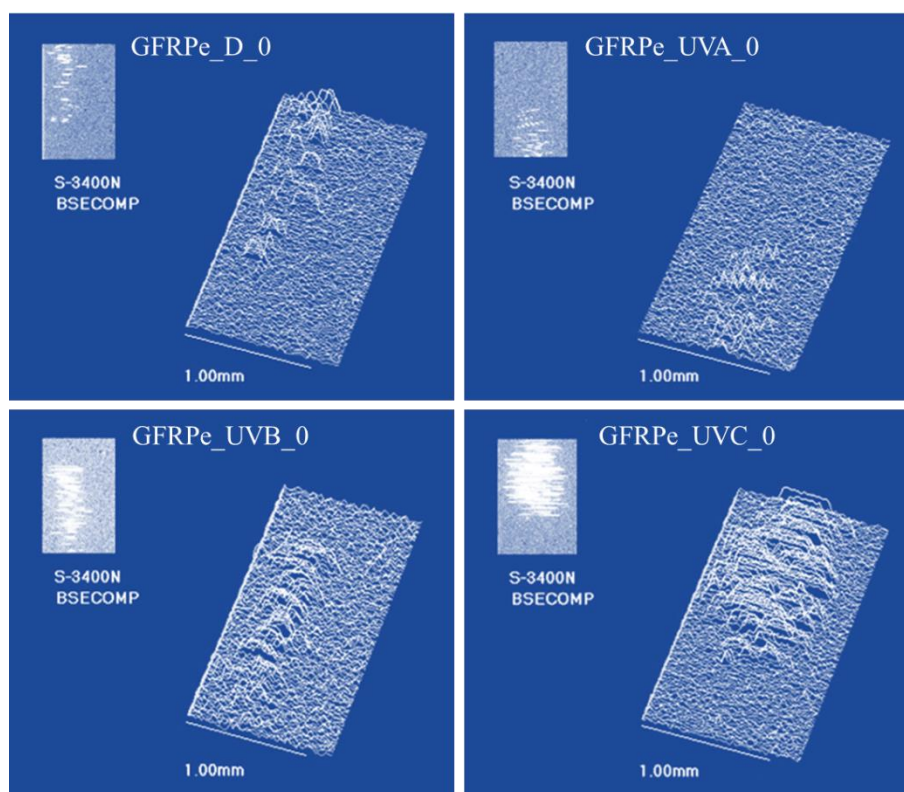 GFRPe_D_0
S-3400N
BSECOMP
1.00mm
GFRPe_UVA_0
S-3400N
BSECOMP
1.00mm
GFRPe_UVB_0
S-3400N
BSECOMP
1.00mm
GFRPe_UVC_0
S-3400N
BSECOMP
1.00mm